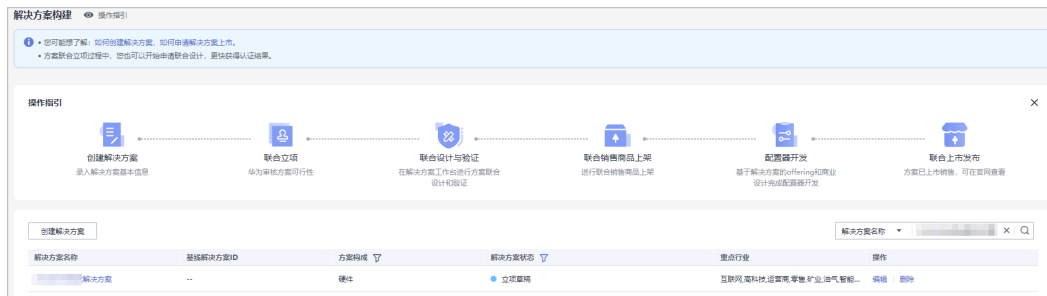 解决方案构建 操作指引
• 您可能想了解：如何创建解决方案，如何申请解决方案上市。
• 方案联合立项过程中，您也可以开始申请联合设计，更快获得认证结果。
操作指引
创建解决方案 联合立项 联合设计与验证 联合销售商品上架 配置器开发 联合上市发布
录入解决方案基本信息 华为审核方案可行性 在解决方案工作台进行方案联合 进行联合销售商品上架 基于解决方案的offering和商业 方案已上市销售，可在官网查看
设计和验证 设计完成配置器开发
创建解决方案 解决方案名称
解决方案名称 基线解决方案ID 方案构成 解决方案状态 重点行业 操作
解决方案 -- 硬件 立项草稿 互联网,高科技,运营商,零售,矿业,油气,智能... 编辑 删除